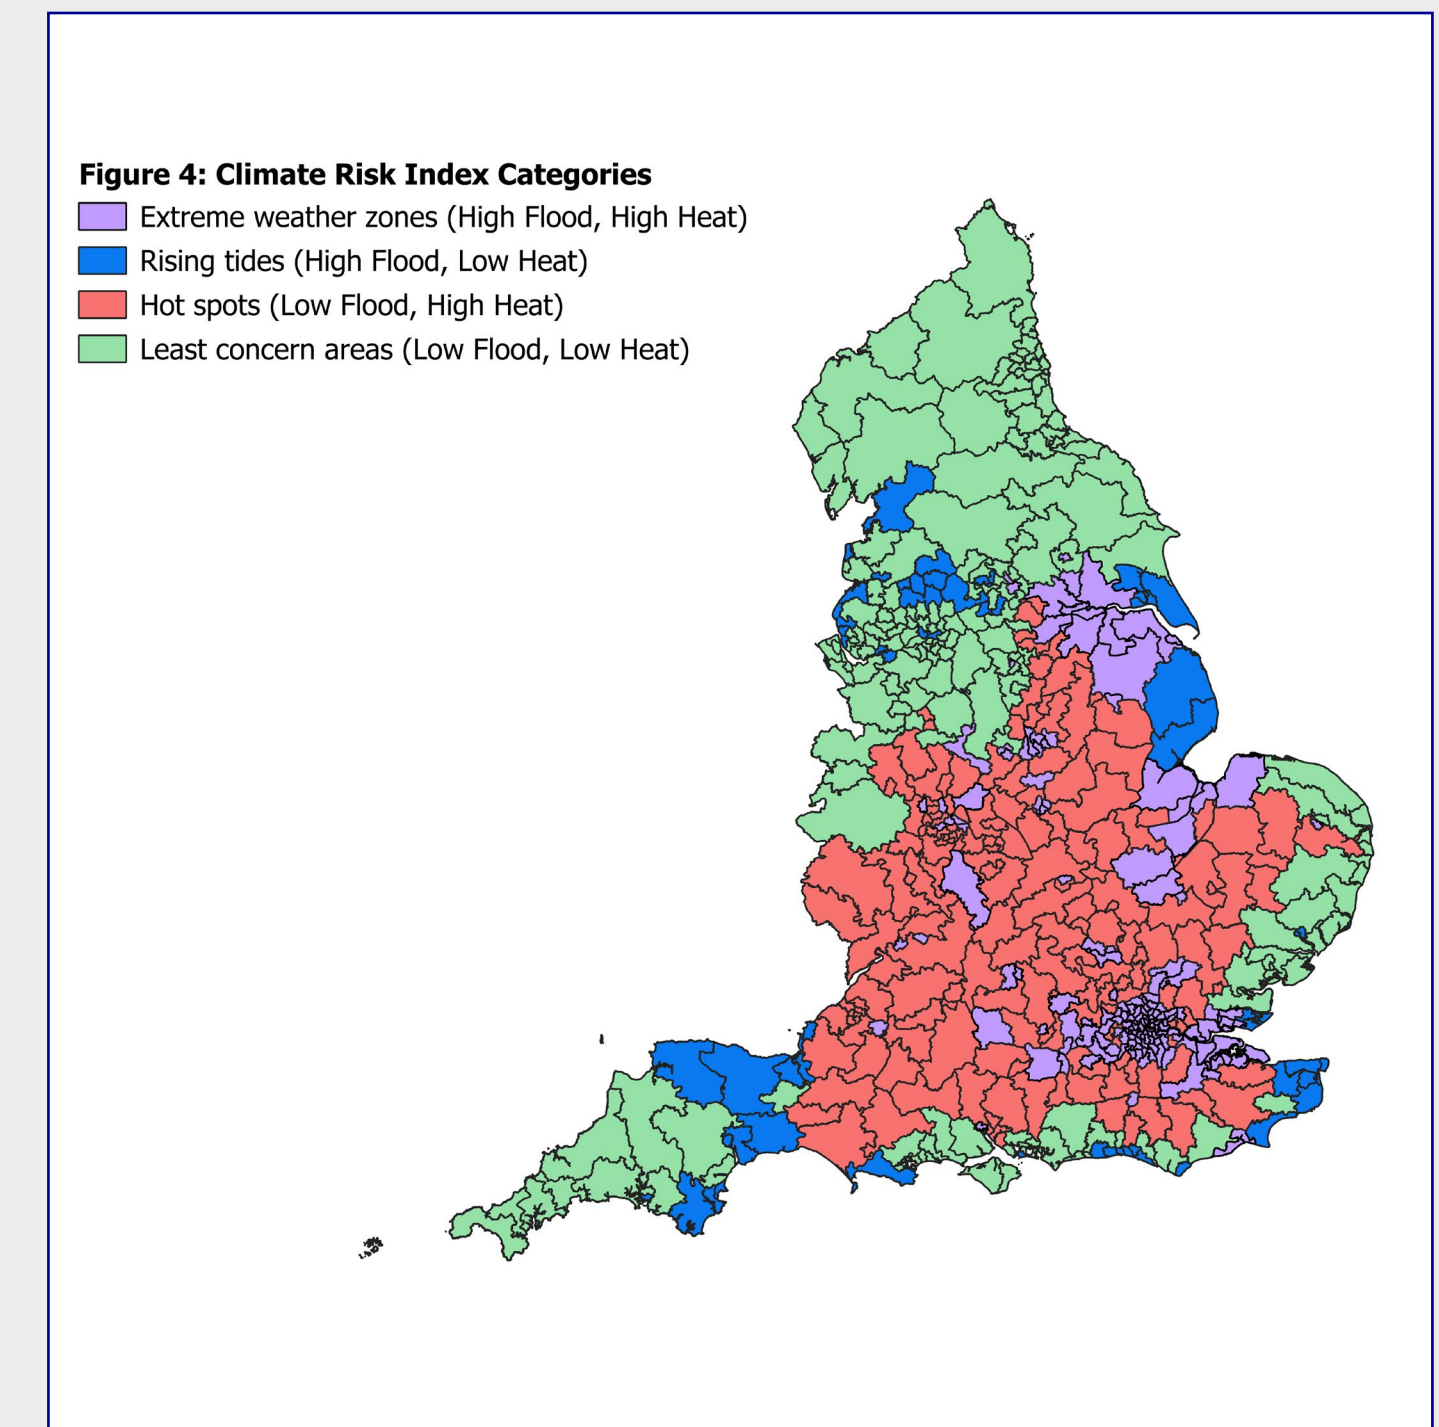 Figure 4: Climate Risk Index Categories
Extreme weather zones (High Flood, High Heat)
Rising tides (High Flood, Low Heat)
Hot spots (Low Flood, High Heat)
Least concern areas (Low Flood, Low Heat)